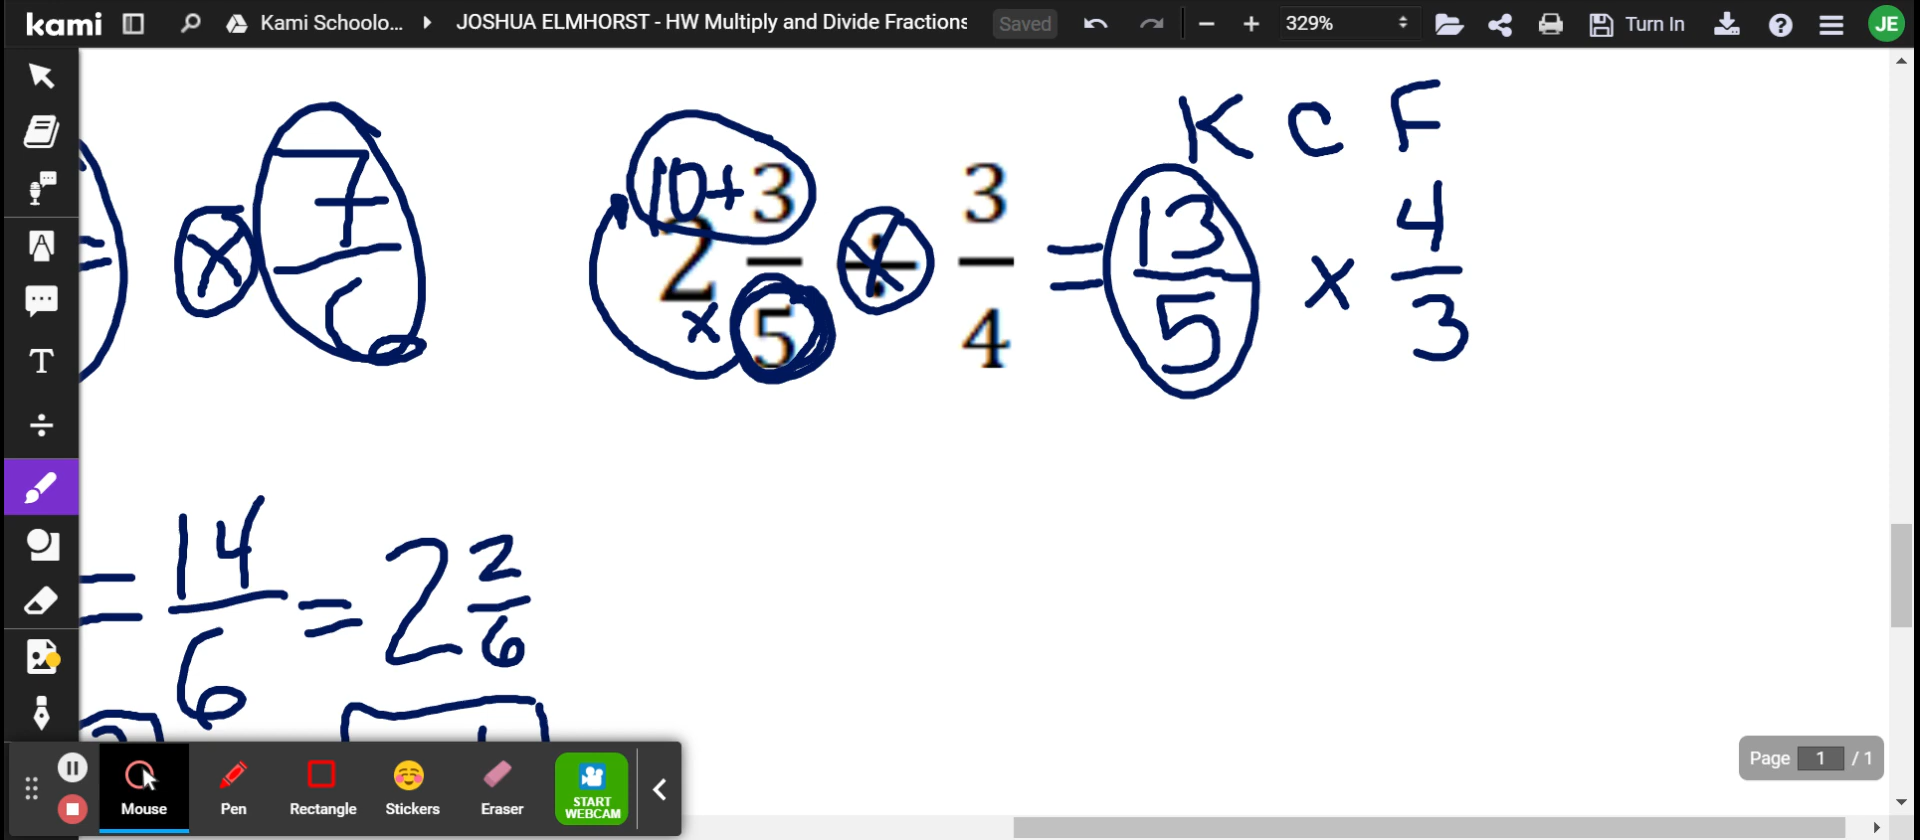 kami Kami Schoolo... JOSHUA ELMHORST - HW Multiply and Divide Fractions Saved 329% Turn In JE
K C F
7/6 10+ 2 3/5 ÷ 3/4 = 13/5 × 4/3
× ×
= 14/6 = 2 2/6
Page 1 / 1
Mouse Pen Rectangle Stickers Eraser START WEBCAM